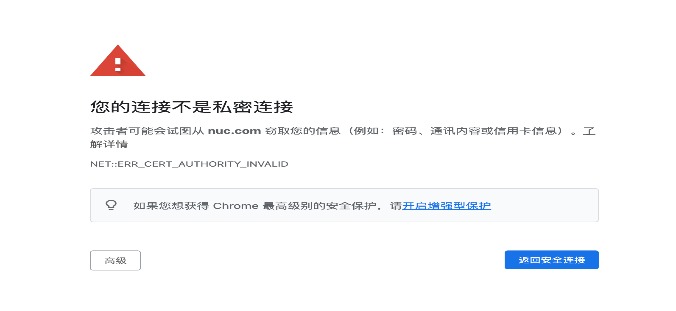 您的连接不是私密连接
攻击者可能会试图从 nuc.com 窃取您的信息（例如：密码、通讯内容或信用卡信息）。了
解详情
NET::ERR_CERT_AUTHORITY_INVALID
如果您想获得 Chrome 最高级别的安全保护，请开启增强型保护
高级
返回安全连接